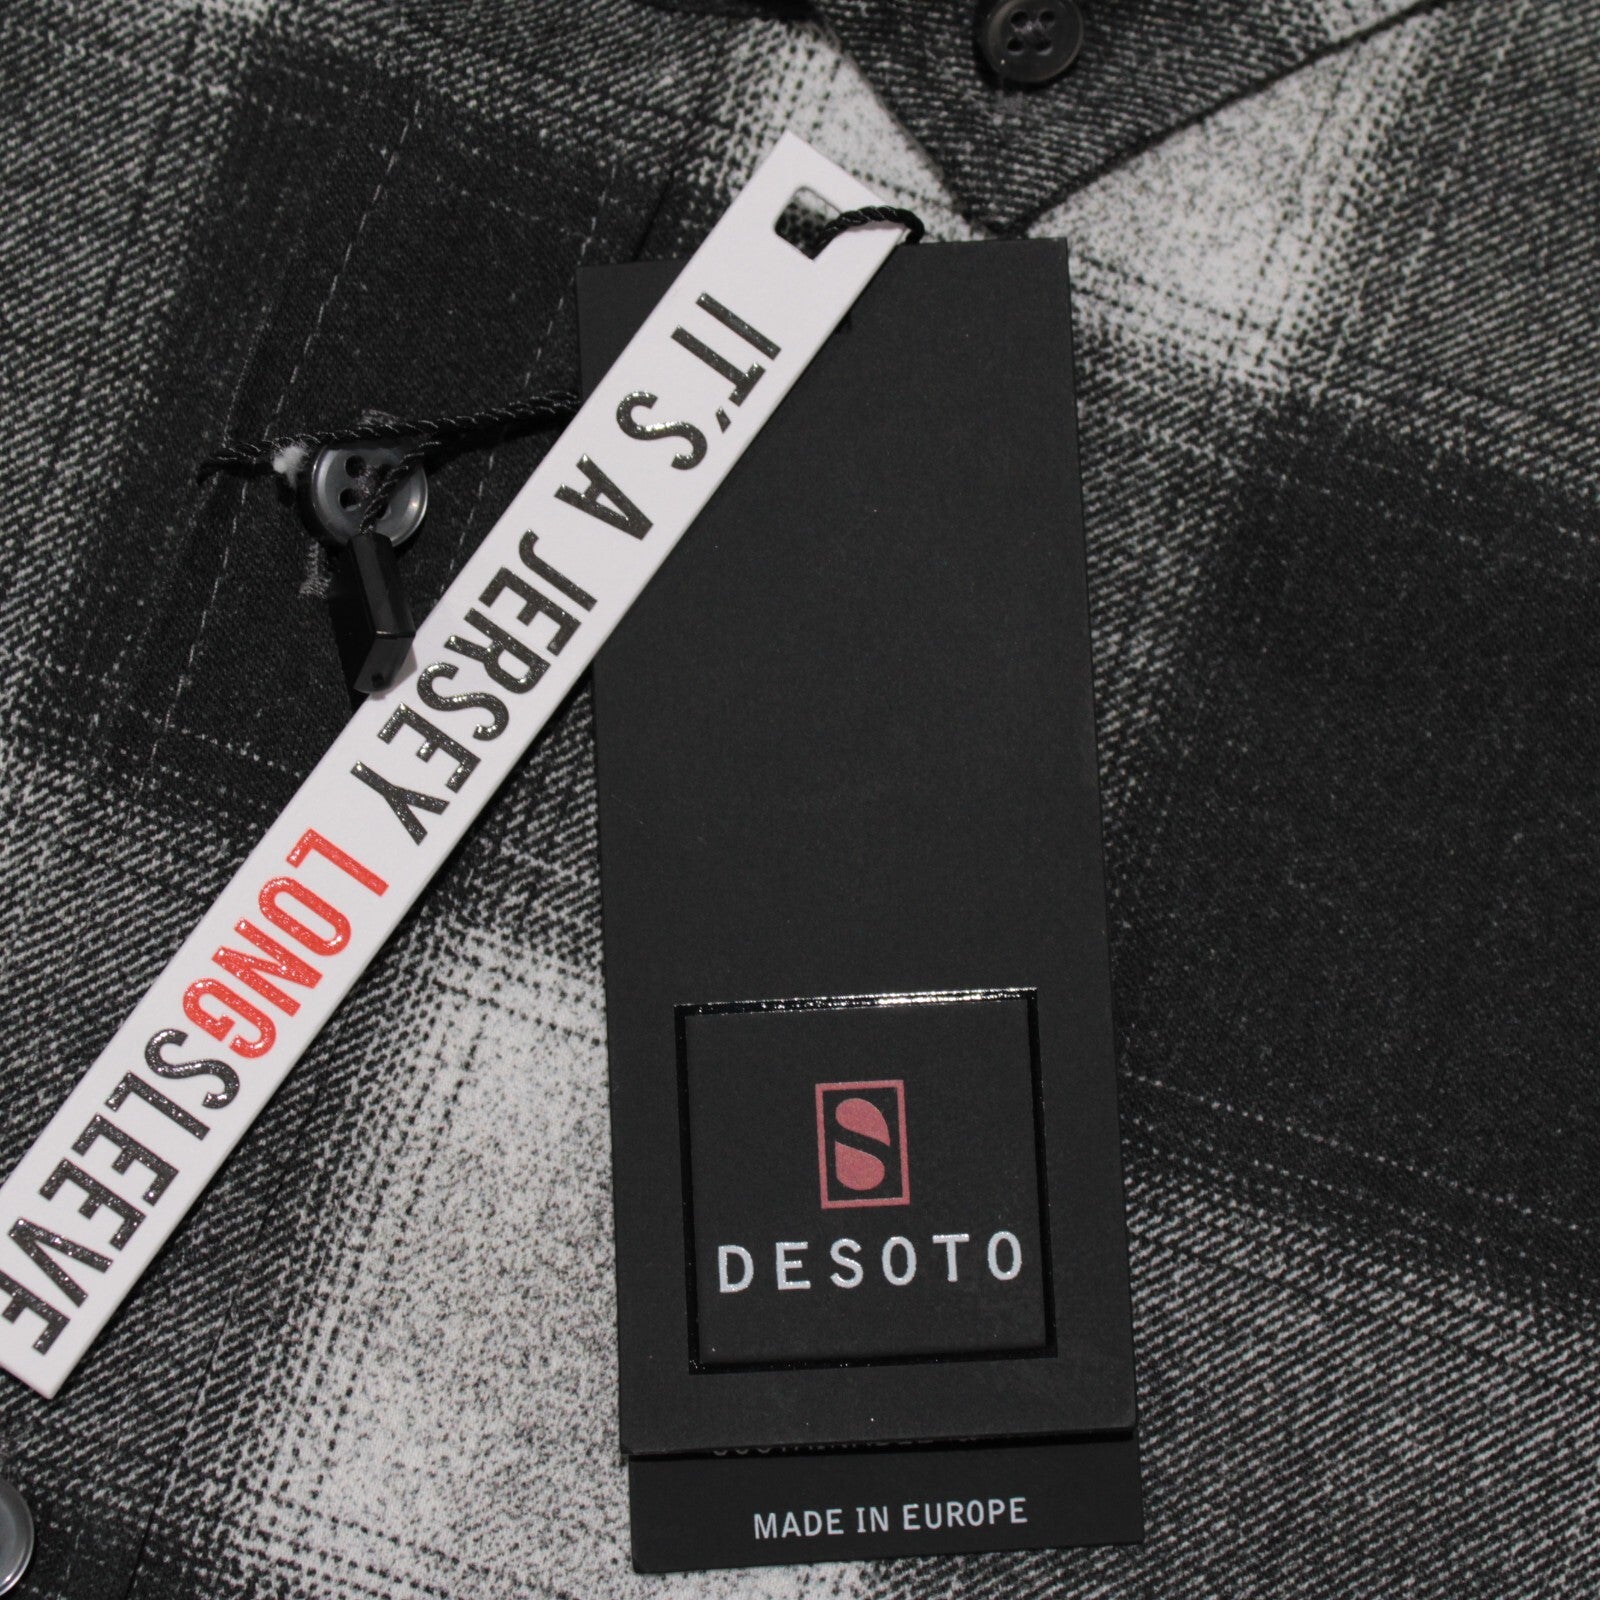 IT'S A JERSEY LONGSLEEVE
DESOTO
MADE IN EUROPE